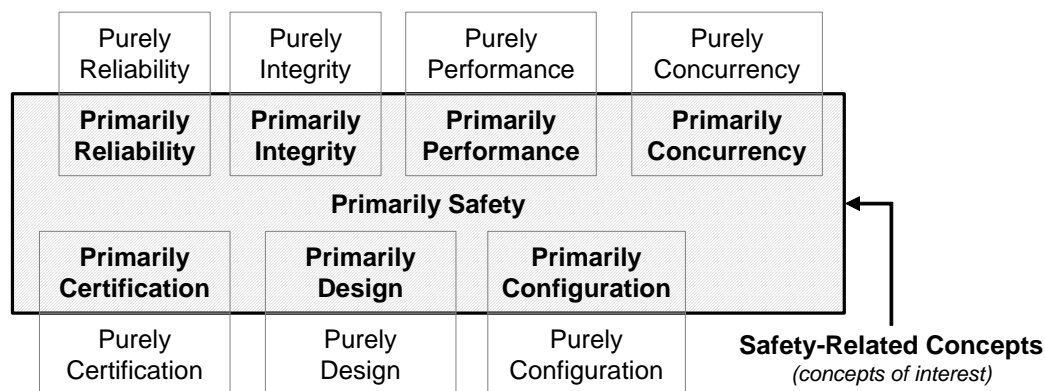 Purely
Reliability
Purely
Integrity
Purely
Performance
Purely
Concurrency
Primarily
Reliability
Primarily
Integrity
Primarily
Performance
Primarily
Concurrency
Primarily Safety
Primarily
Certification
Primarily
Design
Primarily
Configuration
Purely
Certification
Purely
Design
Purely
Configuration
Safety-Related Concepts
(concepts of interest)